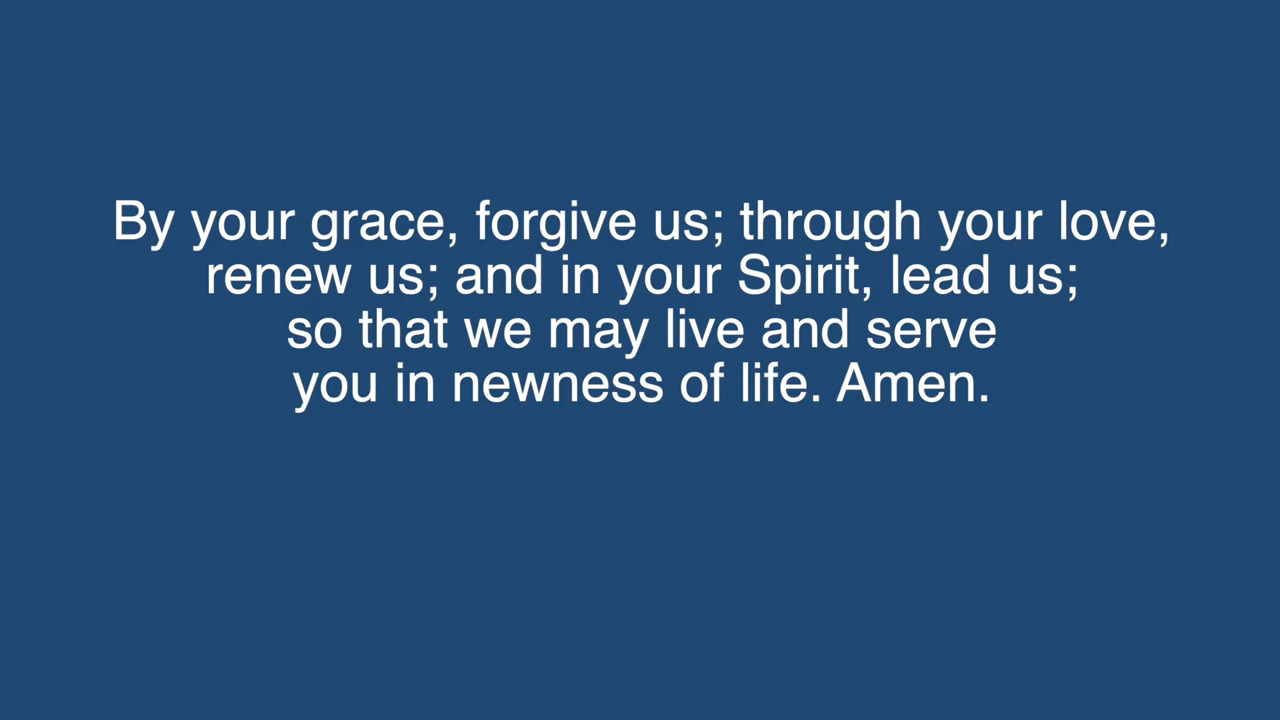 By your grace, forgive us; through your love,
renew us; and in your Spirit, lead us;
so that we may live and serve
you in newness of life. Amen.